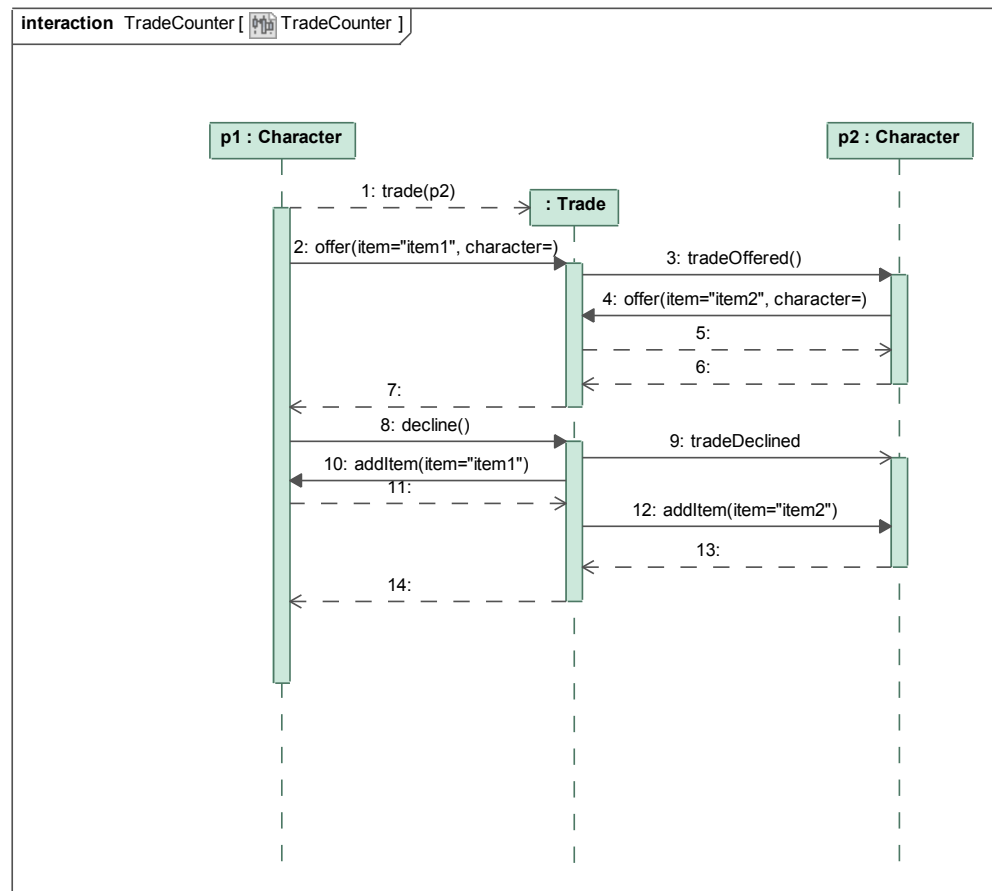 interaction TradeCounter [ TradeCounter ]
p1 : Character
p2 : Character
1: trade(p2)
: Trade
2: offer(item="item1", character=)
3: tradeOffered()
4: offer(item="item2", character=)
5:
6:
7:
8: decline()
9: tradeDeclined
10: addItem(item="item1")
11:
12: addItem(item="item2")
13:
14: